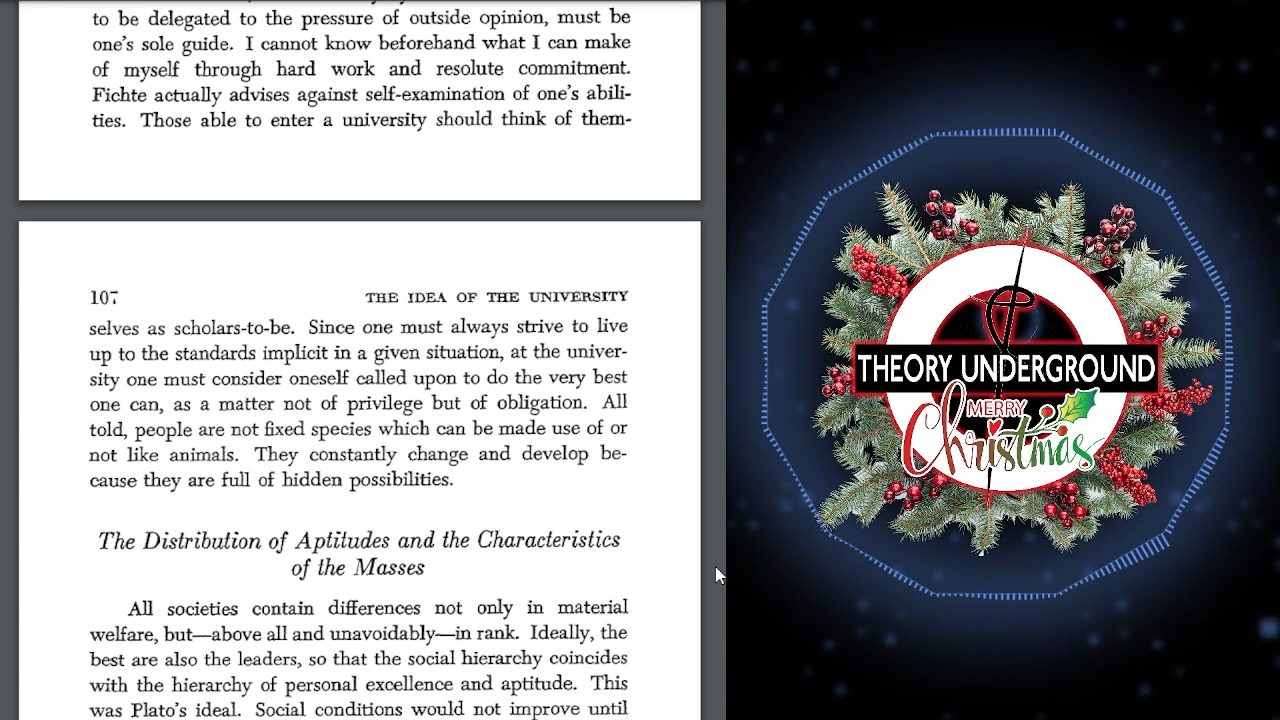 to be delegated to the pressure of outside opinion, must be
one's sole guide. I cannot know beforehand what I can make
of myself through hard work and resolute commitment.
Fichte actually advises against self-examination of one's abili-
ties. Those able to enter a university should think of them-
107 THE IDEA OF THE UNIVERSITY
selves as scholars-to-be. Since one must always strive to live
up to the standards implicit in a given situation, at the univer-
sity one must consider oneself called upon to do the very best
one can, as a matter not of privilege but of obligation. All
told, people are not fixed species which can be made use of or
not like animals. They constantly change and develop be-
cause they are full of hidden possibilities.
The Distribution of Aptitudes and the Characteristics
of the Masses
All societies contain differences not only in material
welfare, but—above all and unavoidably—in rank. Ideally, the
best are also the leaders, so that the social hierarchy coincides
with the hierarchy of personal excellence and aptitude. This
was Plato's ideal. Social conditions would not improve until
THEORY UNDERGROUND
MERRY
Christmas